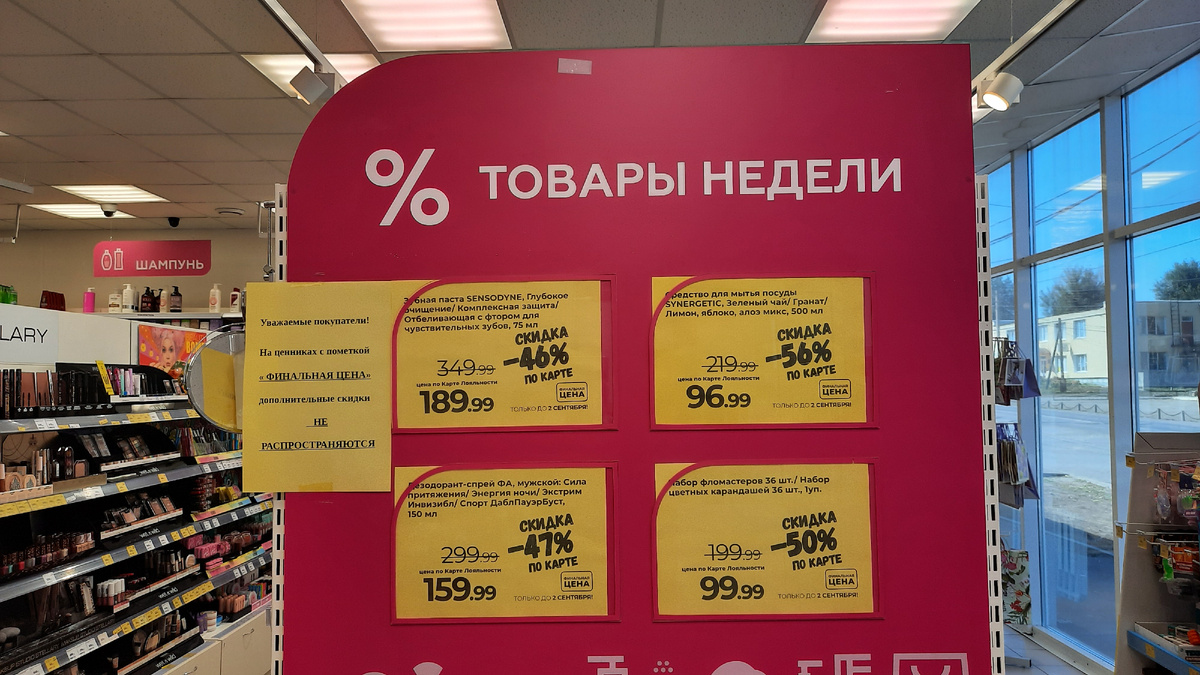 % ТОВАРЫ НЕДЕЛИ
ШАМПУНЬ
LARY
Уважаемые покупатели!
На ценниках с пометкой
« ФИНАЛЬНАЯ ЦЕНА»
дополнительные скидки
НЕ
РАСПРОСТРАНЯЮТСЯ
Зубная паста SENSODYNE, Глубокое
очищение/ Комплексная защита/
Отбеливающая с фтором для
чувствительных зубов, 75 мл
СКИДКА
349.99 -46%
ПО КАРТЕ
цена по Карте Лояльности
189.99
ФИНАЛЬНАЯ
ЦЕНА
ТОЛЬКО ДО 2 СЕНТЯБРЯ!
Средство для мытья посуды
SYNERGETIC, Зеленый чай/ Гранат/
Лимон, яблоко, алоэ микс, 500 мл
СКИДКА
219.99 -56%
ПО КАРТЕ
цена по Карте Лояльности
96.99
ФИНАЛЬНАЯ
ЦЕНА
ТОЛЬКО ДО 2 СЕНТЯБРЯ!
Дезодорант-спрей ФА, мужской: Сила
притяжения/ Энергия ночи/ Экстрим
Инвизибл/ Спорт ДаблПауэрБуст,
150 мл
СКИДКА
299.99 -47%
ПО КАРТЕ
цена по Карте Лояльности
159.99
ФИНАЛЬНАЯ
ЦЕНА
ТОЛЬКО ДО 2 СЕНТЯБРЯ!
Набор фломастеров 36 шт./ Набор
цветных карандашей 36 шт., 1уп.
СКИДКА
199.99 -50%
ПО КАРТЕ
цена по Карте Лояльности
99.99
ФИНАЛЬНАЯ
ЦЕНА
ТОЛЬКО ДО 2 СЕНТЯБРЯ!